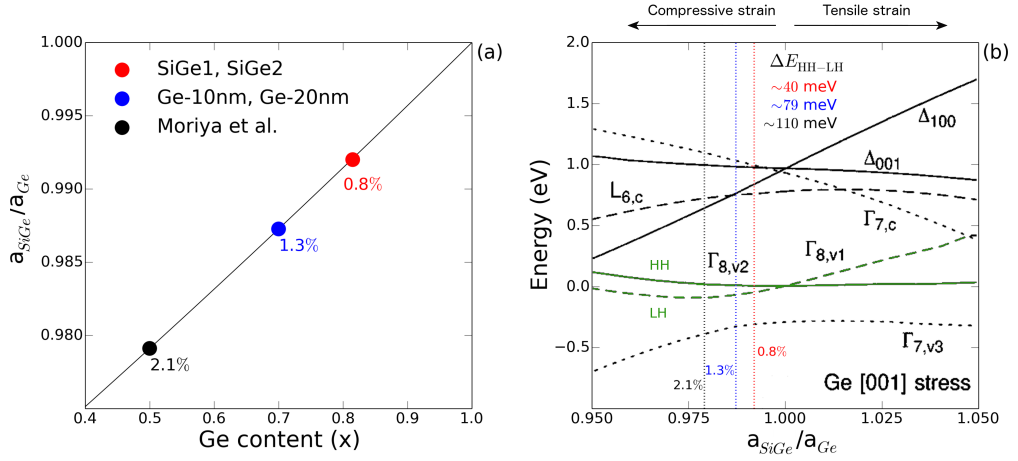 Compressive strain
Tensile strain
(a)
1.000
0.995
0.990
0.985
0.980
a_SiGe/a_Ge
SiGe1, SiGe2
Ge-10nm, Ge-20nm
Moriya et al.
0.8%
1.3%
2.1%
0.4
0.5
0.6
0.7
0.8
0.9
1.0
Ge content (x)
(b)
2.0
1.5
1.0
0.5
0.0
−0.5
Energy (eV)
ΔE_HH−LH
~40 meV
~79 meV
~110 meV
Δ100
Δ001
L6,c
Γ7,c
Γ8,v2
Γ8,v1
HH
LH
Γ7,v3
0.8%
1.3%
2.1%
Ge [001] stress
0.950
0.975
1.000
1.025
1.050
a_SiGe/a_Ge